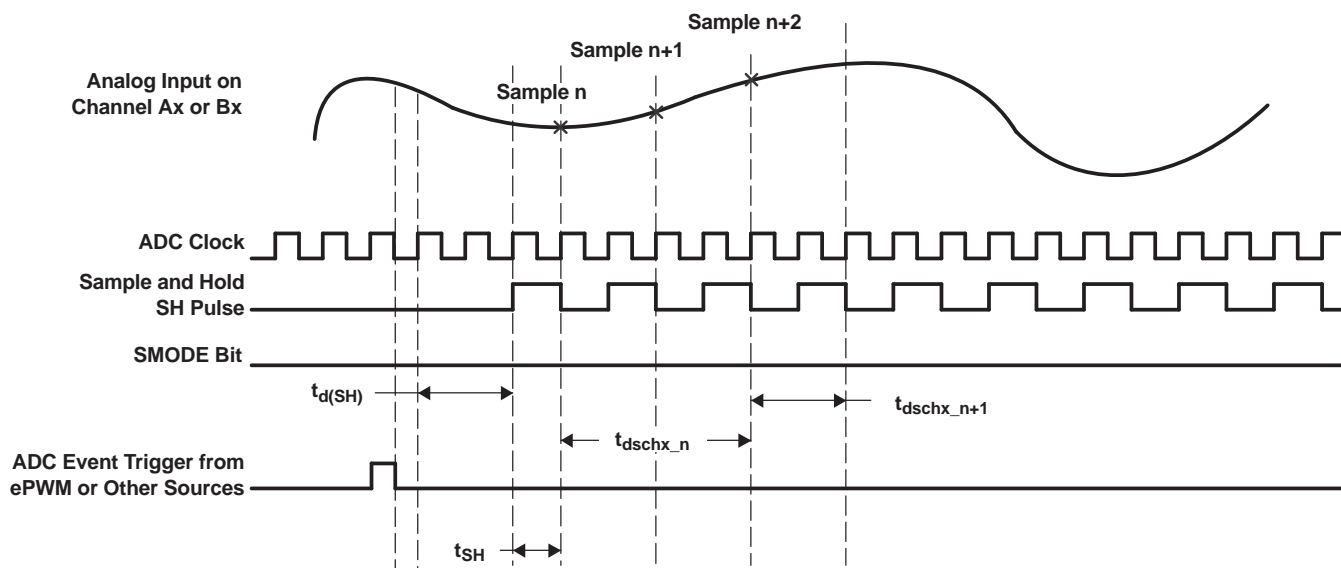 Sample n+2
Sample n+1
Analog Input on
Channel Ax or Bx
Sample n
ADC Clock
Sample and Hold
SH Pulse
SMODE Bit
td(SH)
tdschx_n+1
tdschx_n
ADC Event Trigger from
ePWM or Other Sources
tSH